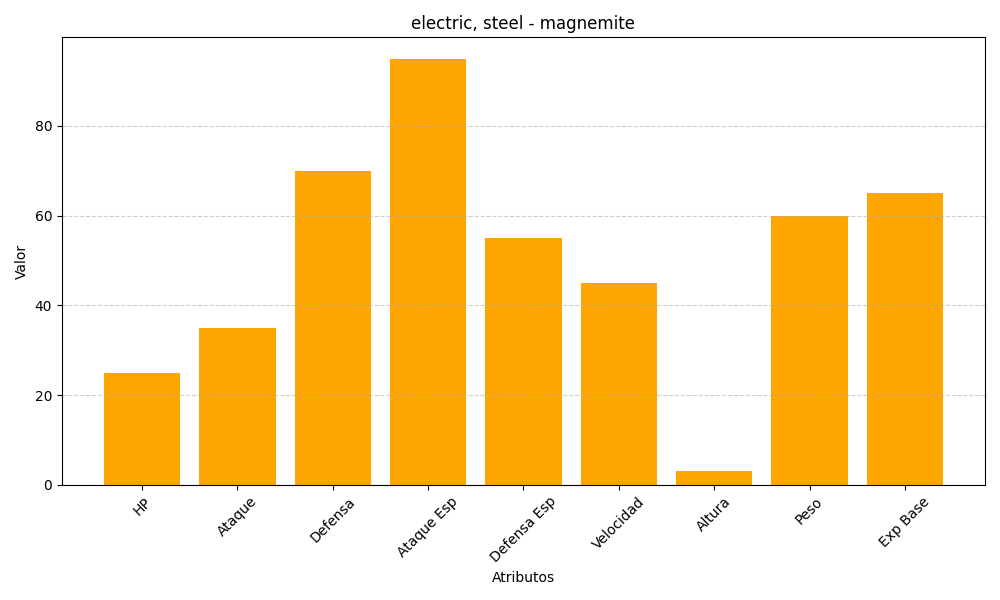 electric, steel - magnemite
Valor
80
60
40
20
0
HP
Ataque
Defensa
Ataque Esp
Defensa Esp
Velocidad
Altura
Peso
Exp Base
Atributos